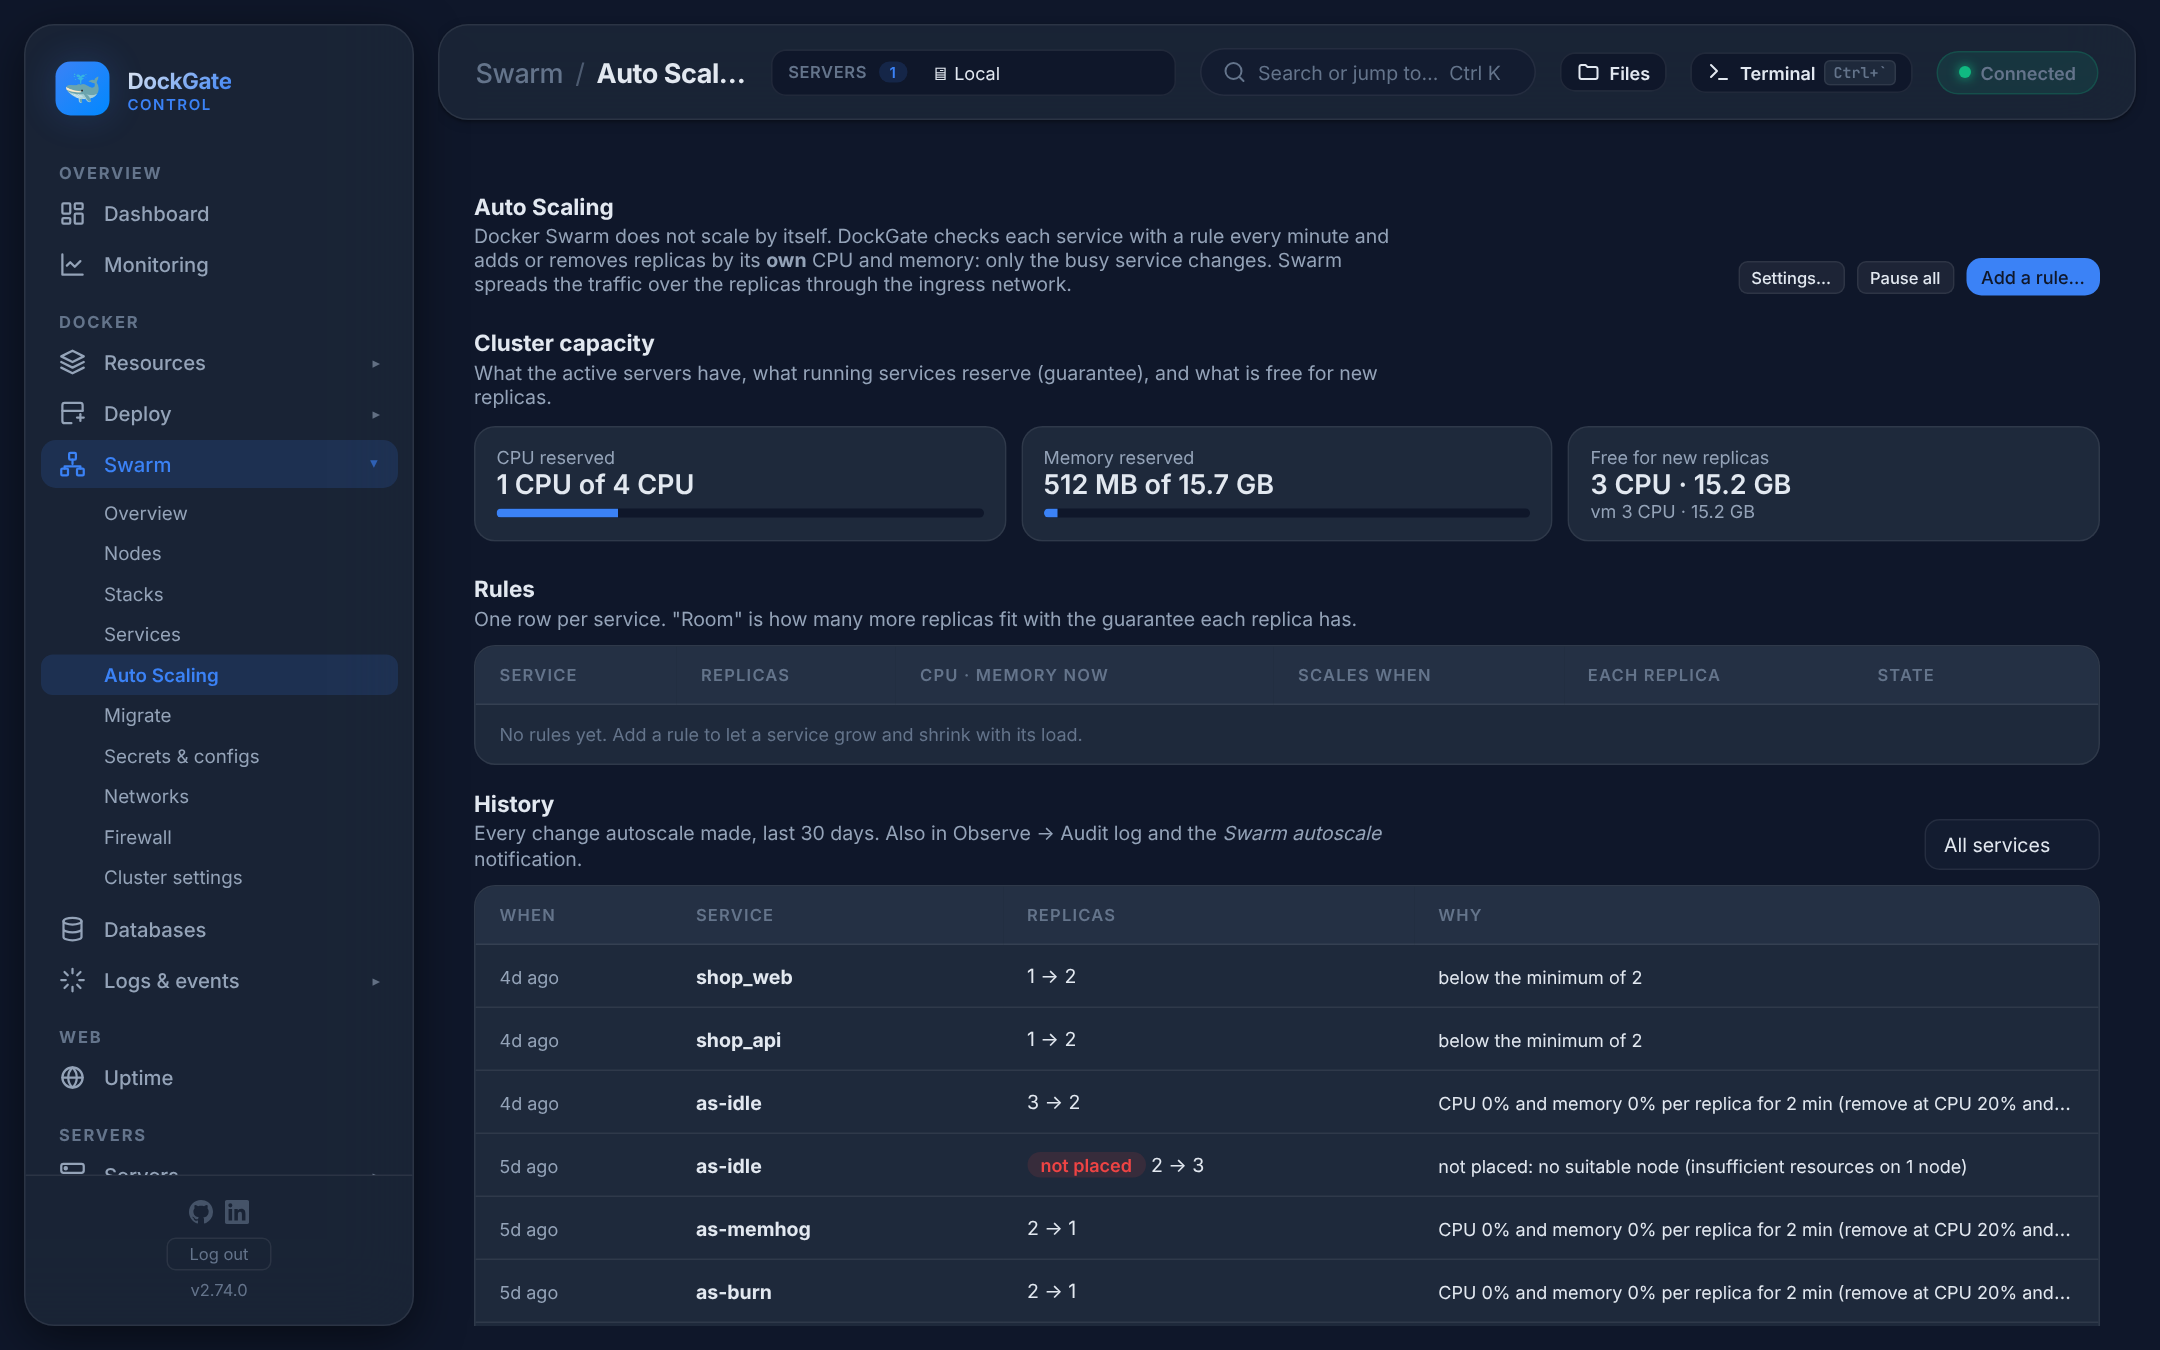 DockGate
CONTROL
OVERVIEW
Dashboard
Monitoring
DOCKER
Resources
Deploy
Swarm
Overview
Nodes
Stacks
Services
Auto Scaling
Migrate
Secrets & configs
Networks
Firewall
Cluster settings
Databases
Logs & events
WEB
Uptime
SERVERS
Servers
Log out
v2.74.0
Swarm / Auto Scal...
SERVERS 1 Local
Search or jump to... Ctrl K
Files
Terminal Ctrl+`
Connected
Auto Scaling
Docker Swarm does not scale by itself. DockGate checks each service with a rule every minute and
adds or removes replicas by its own CPU and memory: only the busy service changes. Swarm
spreads the traffic over the replicas through the ingress network.
Settings... Pause all Add a rule...
Cluster capacity
What the active servers have, what running services reserve (guarantee), and what is free for new
replicas.
CPU reserved
1 CPU of 4 CPU
Memory reserved
512 MB of 15.7 GB
Free for new replicas
3 CPU · 15.2 GB
vm 3 CPU · 15.2 GB
Rules
One row per service. "Room" is how many more replicas fit with the guarantee each replica has.
SERVICE REPLICAS CPU · MEMORY NOW SCALES WHEN EACH REPLICA STATE
No rules yet. Add a rule to let a service grow and shrink with its load.
History
Every change autoscale made, last 30 days. Also in Observe → Audit log and the Swarm autoscale
notification.
All services
WHEN SERVICE REPLICAS WHY
4d ago shop_web 1 → 2 below the minimum of 2
4d ago shop_api 1 → 2 below the minimum of 2
4d ago as-idle 3 → 2 CPU 0% and memory 0% per replica for 2 min (remove at CPU 20% and...
5d ago as-idle not placed 2 → 3 not placed: no suitable node (insufficient resources on 1 node)
5d ago as-memhog 2 → 1 CPU 0% and memory 0% per replica for 2 min (remove at CPU 20% and...
5d ago as-burn 2 → 1 CPU 0% and memory 0% per replica for 2 min (remove at CPU 20% and...